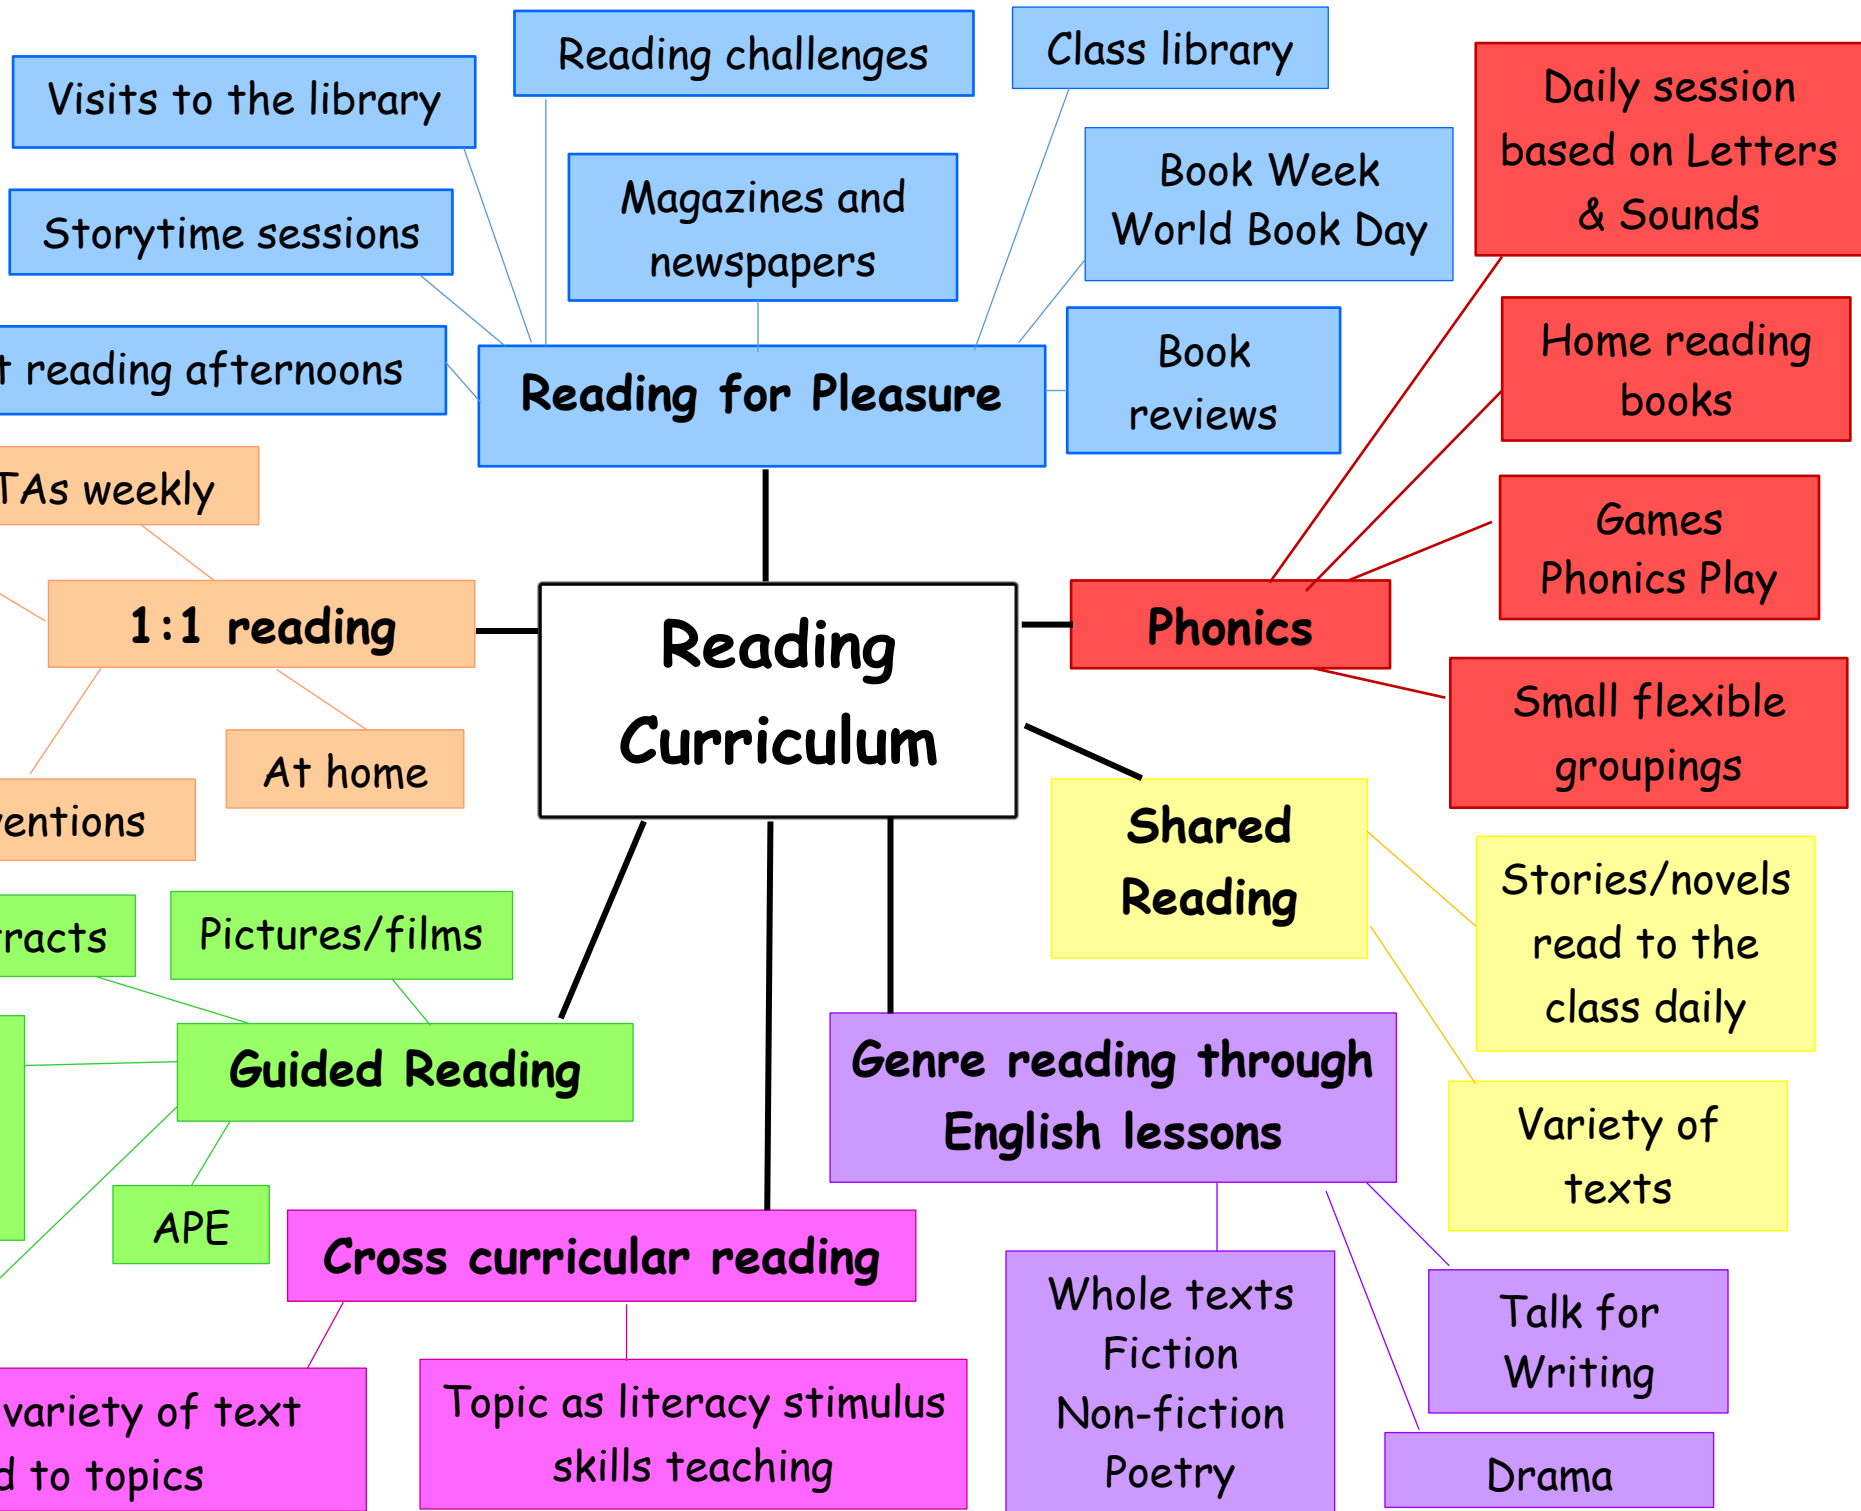 Reading challenges
Class library
Visits to the library
Daily session
based on Letters
& Sounds
Magazines and
newspapers
Book Week
World Book Day
Storytime sessions
reading afternoons
Reading for Pleasure
Book
reviews
Home reading
books
TAs weekly
Games
Phonics Play
1:1 reading
Reading
Curriculum
Phonics
Small flexible
groupings
At home
Shared
Reading
Stories/novels
read to the
class daily
Pictures/films
Guided Reading
Genre reading through
English lessons
Variety of
texts
APE
Cross curricular reading
Whole texts
Fiction
Non-fiction
Poetry
Talk for
Writing
variety of text
to topics
Topic as literacy stimulus
skills teaching
Drama